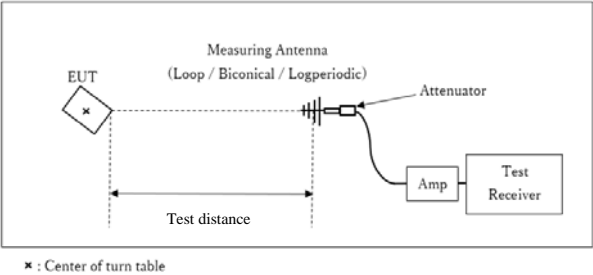 Measuring Antenna
(Loop / Biconical / Logperiodic)
EUT
Attenuator
Amp
Test
Receiver
Test distance
× : Center of turn table